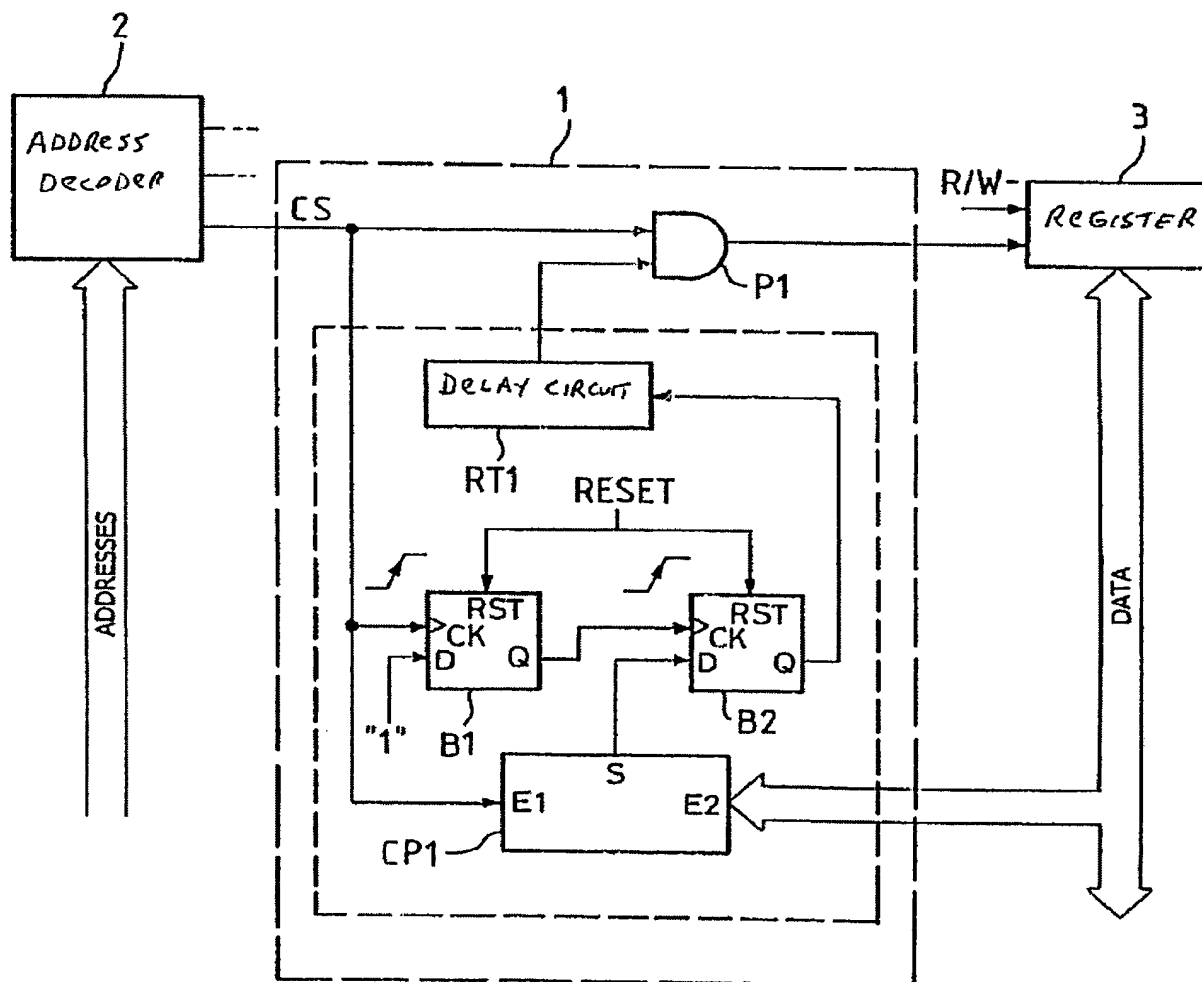 2
ADDRESS
DECODER
1
3
CS
R/W-
REGISTER
P1
DELAY CIRCUIT
RT1
RESET
ADDRESSES
DATA
RST
CK
D
Q
RST
CK
D
Q
"1"
B1
B2
S
E1
E2
CP1